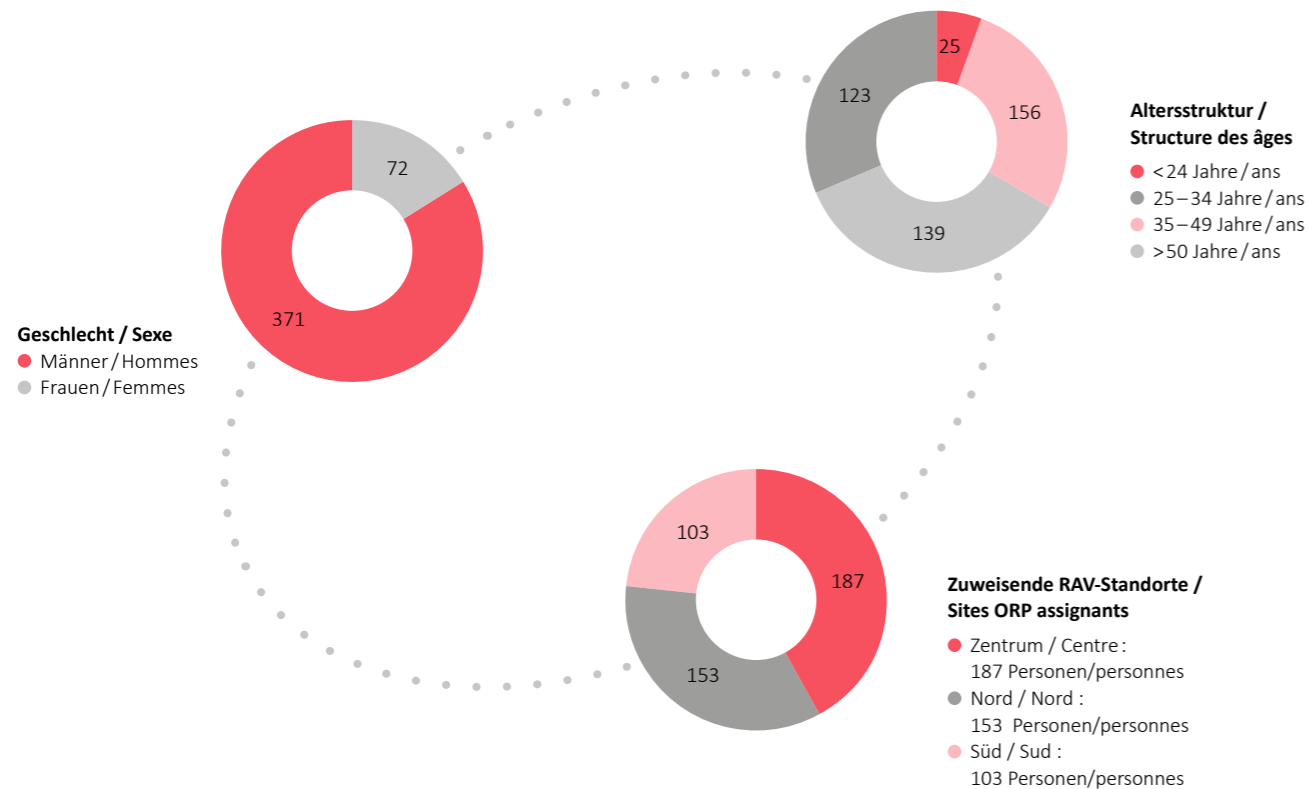 72
371
Geschlecht / Sexe
Männer / Hommes
Frauen / Femmes
25
123
156
139
Altersstruktur /
Structure des âges
<24 Jahre / ans
25–34 Jahre / ans
35–49 Jahre / ans
>50 Jahre / ans
103
187
153
Zuweisende RAV-Standorte /
Sites ORP assignants
Zentrum / Centre :
187 Personen/personnes
Nord / Nord :
153 Personen/personnes
Süd / Sud :
103 Personen/personnes